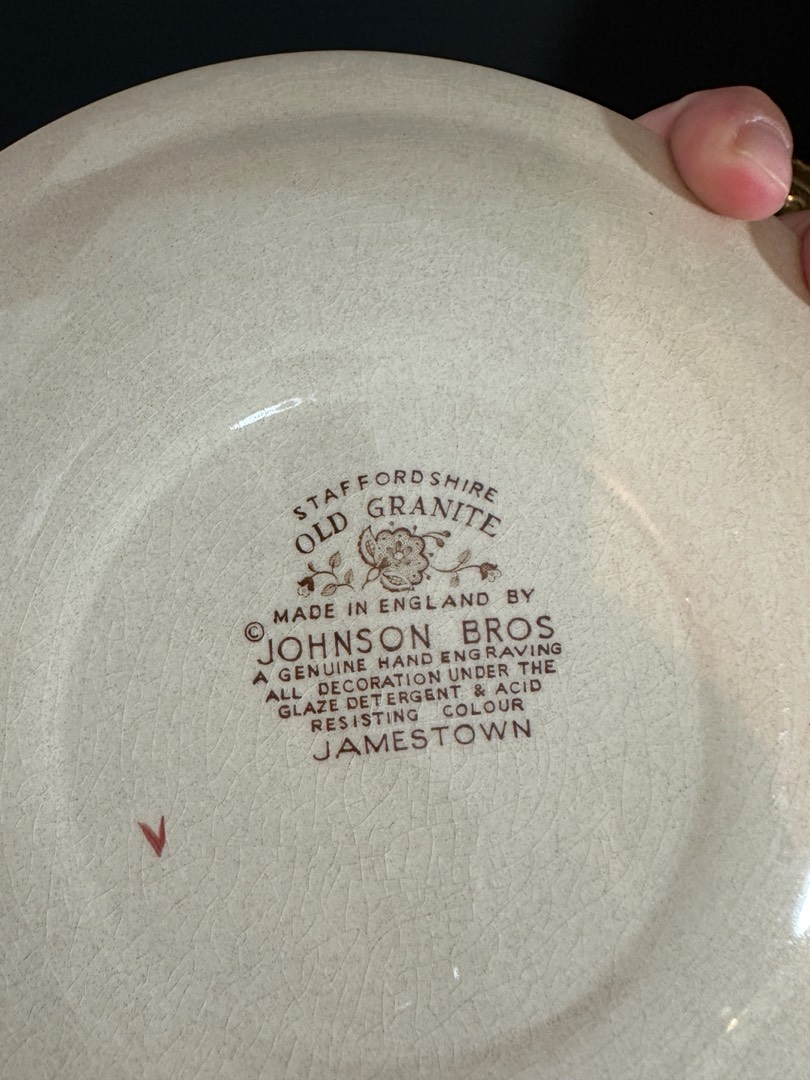 STAFFORDSHIRE
OLD GRANITE
MADE IN ENGLAND BY
© JOHNSON BROS
A GENUINE HAND ENGRAVING
ALL DECORATION UNDER THE
GLAZE DETERGENT & ACID
RESISTING COLOUR
JAMESTOWN
V